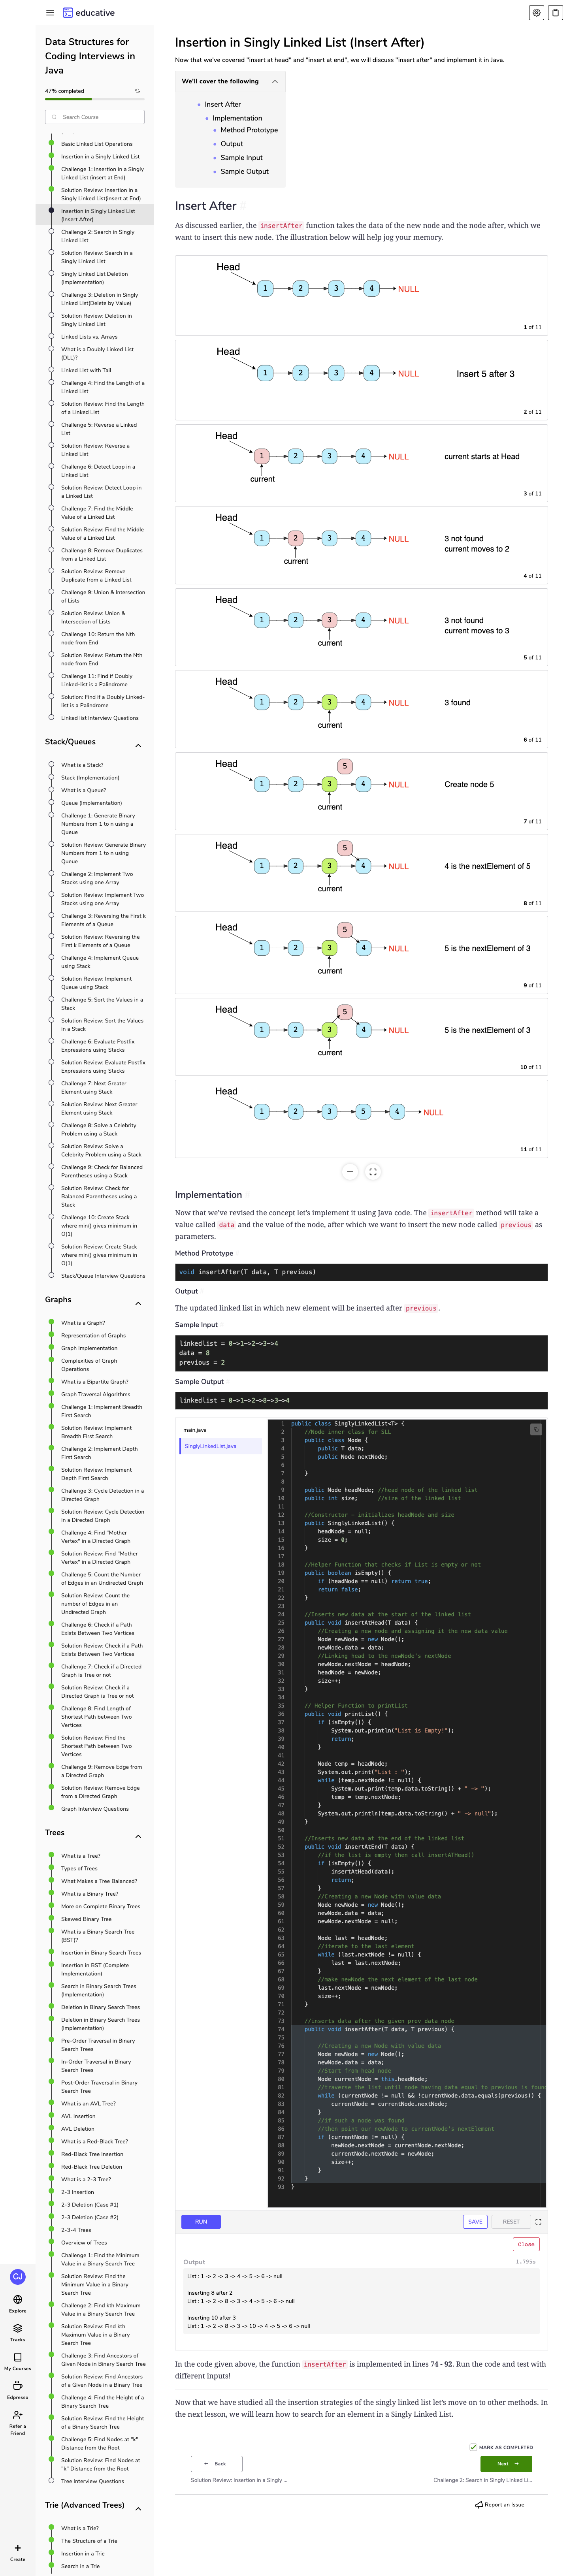 educative
Data Structures for
Coding Interviews in
Java
47% completed
Search Course
Basic Linked List Operations
Insertion in a Singly Linked List
Challenge 1: Insertion in a Singly
Linked List (insert at End)
Solution Review: Insertion in a
Singly Linked List(insert at End)
Insertion in Singly Linked List
(Insert After)
Challenge 2: Search in Singly
Linked List
Solution Review: Search in a
Singly Linked List
Singly Linked List Deletion
(Implementation)
Challenge 3: Deletion in Singly
Linked List(Delete by Value)
Solution Review: Deletion in
Singly Linked List
Linked Lists vs. Arrays
What is a Doubly Linked List
(DLL)?
Linked List with Tail
Challenge 4: Find the Length of a
Linked List
Solution Review: Find the Length
of a Linked List
Challenge 5: Reverse a Linked
List
Solution Review: Reverse a
Linked List
Challenge 6: Detect Loop in a
Linked List
Solution Review: Detect Loop in
a Linked List
Challenge 7: Find the Middle
Value of a Linked List
Solution Review: Find the Middle
Value of a Linked List
Challenge 8: Remove Duplicates
from a Linked List
Solution Review: Remove
Duplicate from a Linked List
Challenge 9: Union & Intersection
of Lists
Solution Review: Union &
Intersection of Lists
Challenge 10: Return the Nth
node from End
Solution Review: Return the Nth
node from End
Challenge 11: Find if Doubly
Linked-list is a Palindrome
Solution: Find if a Doubly Linked-
list is a Palindrome
Linked list Interview Questions
Stack/Queues
What is a Stack?
Stack (Implementation)
What is a Queue?
Queue (Implementation)
Challenge 1: Generate Binary
Numbers from 1 to n using a
Queue
Solution Review: Generate Binary
Numbers from 1 to n using
Queue
Challenge 2: Implement Two
Stacks using one Array
Solution Review: Implement Two
Stacks using one Array
Challenge 3: Reversing the First k
Elements of a Queue
Solution Review: Reversing the
First k Elements of a Queue
Challenge 4: Implement Queue
using Stack
Solution Review: Implement
Queue using Stack
Challenge 5: Sort the Values in a
Stack
Solution Review: Sort the Values
in a Stack
Challenge 6: Evaluate Postfix
Expressions using Stacks
Solution Review: Evaluate Postfix
Expressions using Stacks
Challenge 7: Next Greater
Element using Stack
Solution Review: Next Greater
Element using Stack
Challenge 8: Solve a Celebrity
Problem using a Stack
Solution Review: Solve a
Celebrity Problem using a Stack
Challenge 9: Check for Balanced
Parentheses using a Stack
Solution Review: Check for
Balanced Parentheses using a
Stack
Challenge 10: Create Stack
where min() gives minimum in
O(1)
Solution Review: Create Stack
where min() gives minimum in
O(1)
Stack/Queue Interview Questions
Graphs
What is a Graph?
Representation of Graphs
Graph Implementation
Complexities of Graph
Operations
What is a Bipartite Graph?
Graph Traversal Algorithms
Challenge 1: Implement Breadth
First Search
Solution Review: Implement
Breadth First Search
Challenge 2: Implement Depth
First Search
Solution Review: Implement
Depth First Search
Challenge 3: Cycle Detection in a
Directed Graph
Solution Review: Cycle Detection
in a Directed Graph
Challenge 4: Find "Mother
Vertex" in a Directed Graph
Solution Review: Find "Mother
Vertex" in a Directed Graph
Challenge 5: Count the Number
of Edges in an Undirected Graph
Solution Review: Count the
number of Edges in an
Undirected Graph
Challenge 6: Check if a Path
Exists Between Two Vertices
Solution Review: Check if a Path
Exists Between Two Vertices
Challenge 7: Check if a Directed
Graph is Tree or not
Solution Review: Check if a
Directed Graph is Tree or not
Challenge 8: Find Length of
Shortest Path between Two
Vertices
Solution Review: Find the
Shortest Path between Two
Vertices
Challenge 9: Remove Edge from
a Directed Graph
Solution Review: Remove Edge
from a Directed Graph
Graph Interview Questions
Trees
What is a Tree?
Types of Trees
What Makes a Tree Balanced?
What is a Binary Tree?
More on Complete Binary Trees
Skewed Binary Tree
What is a Binary Search Tree
(BST)?
Insertion in Binary Search Trees
Insertion in BST (Complete
Implementation)
Search in Binary Search Trees
(Implementation)
Deletion in Binary Search Trees
Deletion in Binary Search Trees
(Implementation)
Pre-Order Traversal in Binary
Search Trees
In-Order Traversal in Binary
Search Trees
Post-Order Traversal in Binary
Search Tree
What is an AVL Tree?
AVL Insertion
AVL Deletion
What is a Red-Black Tree?
Red-Black Tree Insertion
Red-Black Tree Deletion
What is a 2-3 Tree?
2-3 Insertion
2-3 Deletion (Case #1)
2-3 Deletion (Case #2)
2-3-4 Trees
Overview of Trees
Challenge 1: Find the Minimum
Value in a Binary Search Tree
Solution Review: Find the
Minimum Value in a Binary
Search Tree
Challenge 2: Find kth Maximum
Value in a Binary Search Tree
Solution Review: Find kth
Maximum Value in a Binary
Search Tree
Challenge 3: Find Ancestors of
Given Node in Binary Search Tree
Solution Review: Find Ancestors
of a Given Node in a Binary Tree
Challenge 4: Find the Height of a
Binary Search Tree
Solution Review: Find the Height
of a Binary Search Tree
Challenge 5: Find Nodes at "k"
Distance from the Root
Solution Review: Find Nodes at
"k" Distance from the Root
Tree Interview Questions
Trie (Advanced Trees)
What is a Trie?
The Structure of a Trie
Insertion in a Trie
Search in a Trie
CJ
Explore
Tracks
My Courses
Edpresso
Refer a
Friend
Create
Insertion in Singly Linked List (Insert After)
Now that we've covered "insert at head" and "insert at end", we will discuss "insert after" and implement it in Java.
We'll cover the following
Insert After
Implementation
Method Prototype
Output
Sample Input
Sample Output
Insert After
As discussed earlier, the insertAfter function takes the data of the new node and the node after, which we
want to insert this new node. The illustration below will help jog your memory.
Head
1 2 3 4 NULL
1 of 11
Head
1 2 3 4 NULL Insert 5 after 3
2 of 11
Head
1 2 3 4 NULL current starts at Head
current
3 of 11
Head
1 2 3 4 NULL 3 not found
current moves to 2
current
4 of 11
Head
1 2 3 4 NULL 3 not found
current moves to 3
current
5 of 11
Head
1 2 3 4 NULL 3 found
current
6 of 11
Head
5
1 2 3 4 NULL Create node 5
current
7 of 11
Head
5
1 2 3 4 NULL 4 is the nextElement of 5
current
8 of 11
Head
5
1 2 3 4 NULL 5 is the nextElement of 3
current
9 of 11
Head
5
1 2 3 4 NULL 5 is the nextElement of 3
current
10 of 11
Head
1 2 3 5 4 NULL
11 of 11
Implementation
Now that we've revised the concept let's implement it using Java code. The insertAfter method will take a
value called data and the value of the node, after which we want to insert the new node called previous as
parameters.
Method Prototype
void insertAfter(T data, T previous)
Output
The updated linked list in which new element will be inserted after previous.
Sample Input
linkedlist = 0->1->2->3->4
data = 8
previous = 2
Sample Output
linkedlist = 0->1->2->8->3->4
main.java
SinglyLinkedList.java
1 public class SinglyLinkedList<T> {
2 //Node inner class for SLL
3 public class Node {
4 public T data;
5 public Node nextNode;
6
7 }
8
9 public Node headNode; //head node of the linked list
10 public int size; //size of the linked list
11
12 //Constructor - initializes headNode and size
13 public SinglyLinkedList() {
14 headNode = null;
15 size = 0;
16 }
17
18 //Helper Function that checks if List is empty or not
19 public boolean isEmpty() {
20 if (headNode == null) return true;
21 return false;
22 }
23
24 //Inserts new data at the start of the linked list
25 public void insertAtHead(T data) {
26 //Creating a new node and assigning it the new data value
27 Node newNode = new Node();
28 newNode.data = data;
29 //Linking head to the newNode's nextNode
30 newNode.nextNode = headNode;
31 headNode = newNode;
32 size++;
33 }
34
35 // Helper Function to printList
36 public void printList() {
37 if (isEmpty()) {
38 System.out.println("List is Empty!");
39 return;
40 }
41
42 Node temp = headNode;
43 System.out.print("List : ");
44 while (temp.nextNode != null) {
45 System.out.print(temp.data.toString() + " -> ");
46 temp = temp.nextNode;
47 }
48 System.out.println(temp.data.toString() + " -> null");
49 }
50
51 //Inserts new data at the end of the linked list
52 public void insertAtEnd(T data) {
53 //if the list is empty then call insertATHead()
54 if (isEmpty()) {
55 insertAtHead(data);
56 return;
57 }
58 //Creating a new Node with value data
59 Node newNode = new Node();
60 newNode.data = data;
61 newNode.nextNode = null;
62
63 Node last = headNode;
64 //iterate to the last element
65 while (last.nextNode != null) {
66 last = last.nextNode;
67 }
68 //make newNode the next element of the last node
69 last.nextNode = newNode;
70 size++;
71 }
72
73 //inserts data after the given prev data node
74 public void insertAfter(T data, T previous) {
75
76 //Creating a new Node with value data
77 Node newNode = new Node();
78 newNode.data = data;
79 //Start from head node
80 Node currentNode = this.headNode;
81 //traverse the list until node having data equal to previous is foun
82 while (currentNode != null && !currentNode.data.equals(previous)) {
83 currentNode = currentNode.nextNode;
84 }
85 //if such a node was found
86 //then point our newNode to currentNode's nextElement
87 if (currentNode != null) {
88 newNode.nextNode = currentNode.nextNode;
89 currentNode.nextNode = newNode;
90 size++;
91 }
92 }
93 }
RUN
SAVE
RESET
Close
Output
1.795s
List : 1 -> 2 -> 3 -> 4 -> 5 -> 6 -> null
Inserting 8 after 2
List : 1 -> 2 -> 8 -> 3 -> 4 -> 5 -> 6 -> null
Inserting 10 after 3
List : 1 -> 2 -> 8 -> 3 -> 10 -> 4 -> 5 -> 6 -> null
In the code given above, the function insertAfter is implemented in lines 74 - 92. Run the code and test with
different inputs!
Now that we have studied all the insertion strategies of the singly linked list let's move on to other methods. In
the next lesson, we will learn how to search for an element in a Singly Linked List.
MARK AS COMPLETED
← Back
Next →
Solution Review: Insertion in a Singly ...
Challenge 2: Search in Singly Linked Li...
Report an Issue